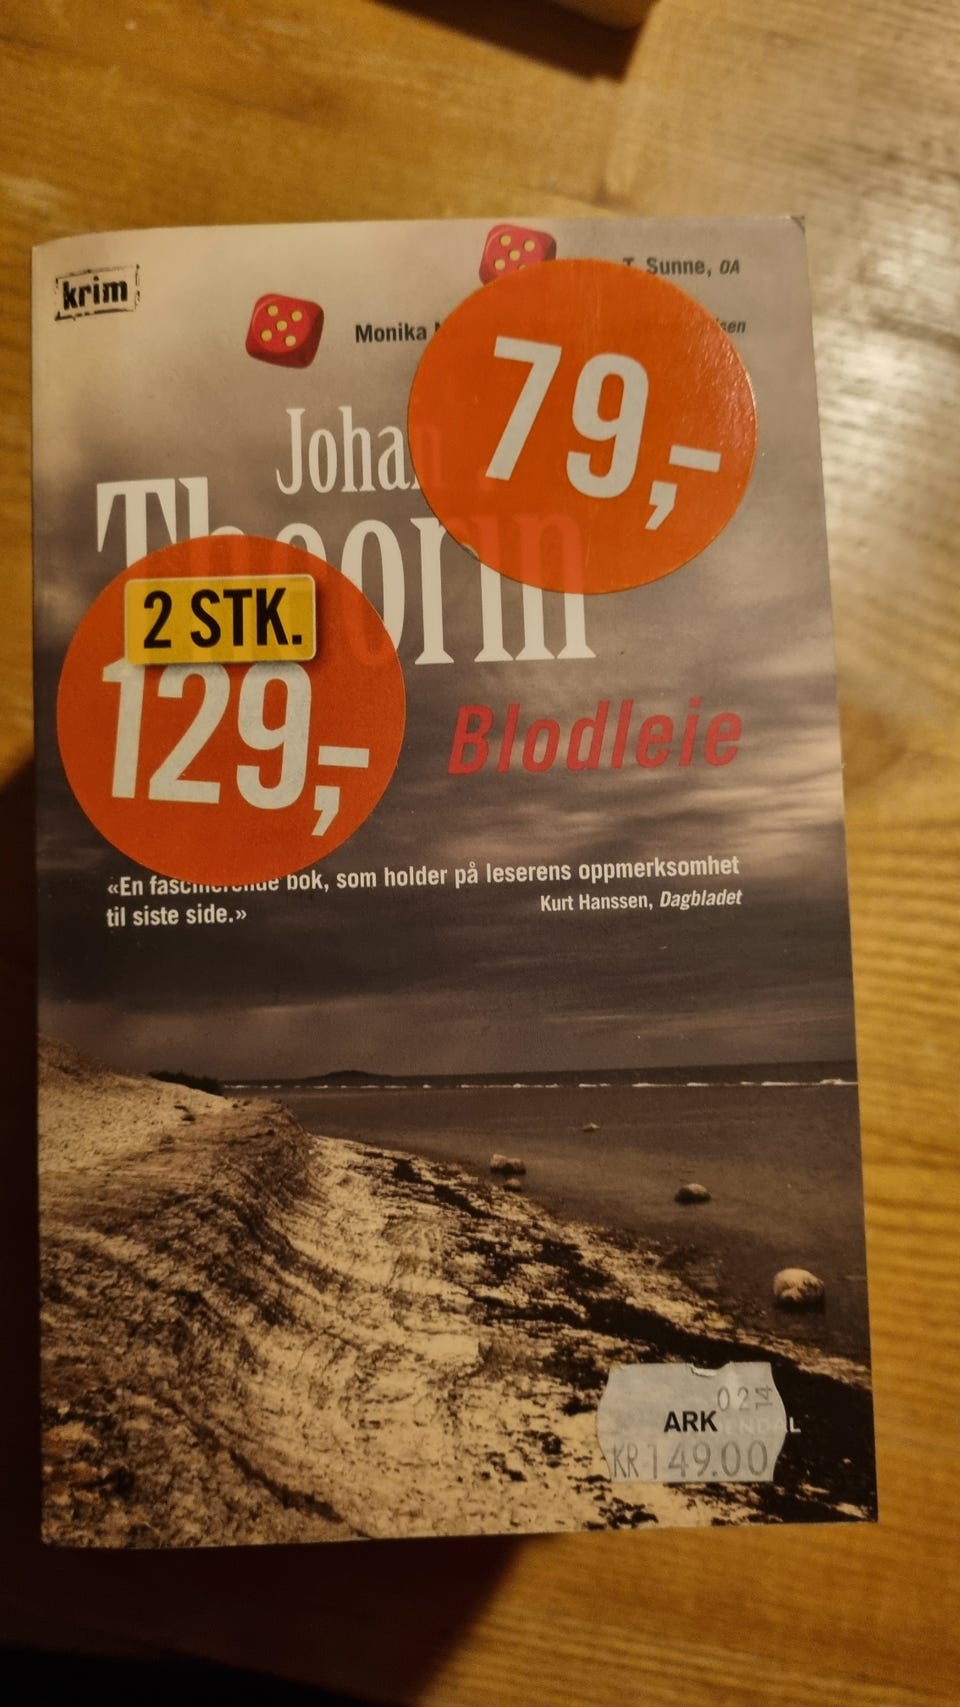 krim
T. Sunne, OA
Monika
79,-
Johan
Theorin
2 STK.
129,-
Blodleie
«En fascinerende bok, som holder på leserens oppmerksomhet
til siste side.»
Kurt Hanssen, Dagbladet
02 14
ARK
KR 149.00